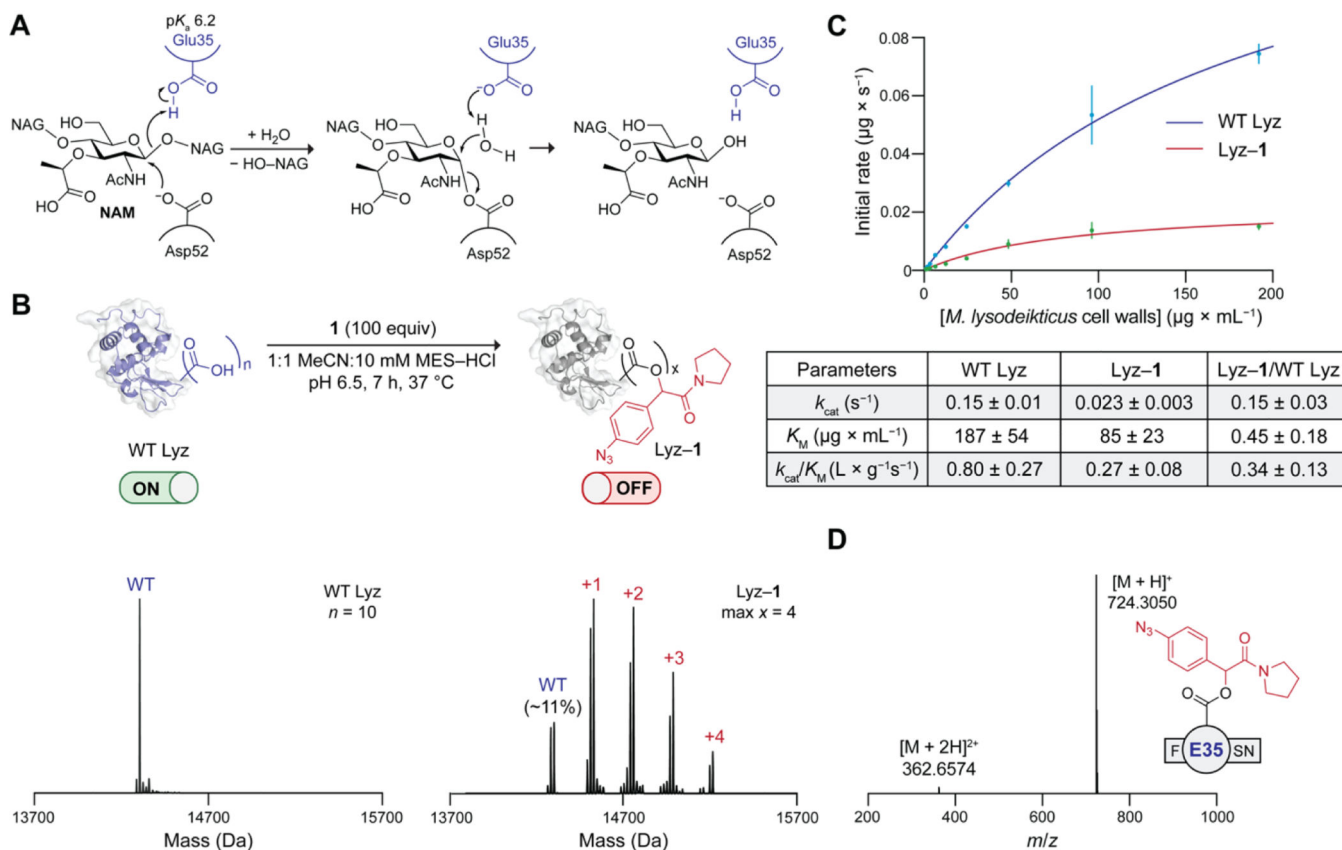 A
pKₐ 6.2
Glu35
O
O
H
HO
NAG
O
O
O
NAG
O
AcNH
O
HO
NAM
⁻O
O
Asp52
+ H₂O
− HO–NAG
Glu35
⁻O
O
H
O
H
HO
NAG
O
O
O
AcNH
O
HO
O
O
Asp52
Glu35
O
O
H
HO
NAG
O
O
OH
O
AcNH
O
HO
⁻O
O
Asp52
B
O
OH
n
WT Lyz
ON
1 (100 equiv)
1:1 MeCN:10 mM MES–HCl
pH 6.5, 7 h, 37 °C
O
O
x
N
O
N₃
Lyz–1
OFF
WT
WT Lyz
n = 10
13700
14700
15700
Mass (Da)
WT
(~11%)
+1
+2
+3
+4
Lyz–1
max x = 4
13700
14700
15700
Mass (Da)
C
Initial rate (μg × s⁻¹)
0.08
0.06
0.04
0.02
0
0
50
100
150
200
[M. lysodeikticus cell walls] (μg × mL⁻¹)
WT Lyz
Lyz–1
Parameters WT Lyz Lyz–1 Lyz–1/WT Lyz
k_cat (s⁻¹) 0.15 ± 0.01 0.023 ± 0.003 0.15 ± 0.03
K_M (μg × mL⁻¹) 187 ± 54 85 ± 23 0.45 ± 0.18
k_cat/K_M (L × g⁻¹s⁻¹) 0.80 ± 0.27 0.27 ± 0.08 0.34 ± 0.13
D
[M + H]⁺
724.3050
N₃
O
N
O
O
F E35 SN
[M + 2H]²⁺
362.6574
200
400
600
800
1000
m/z